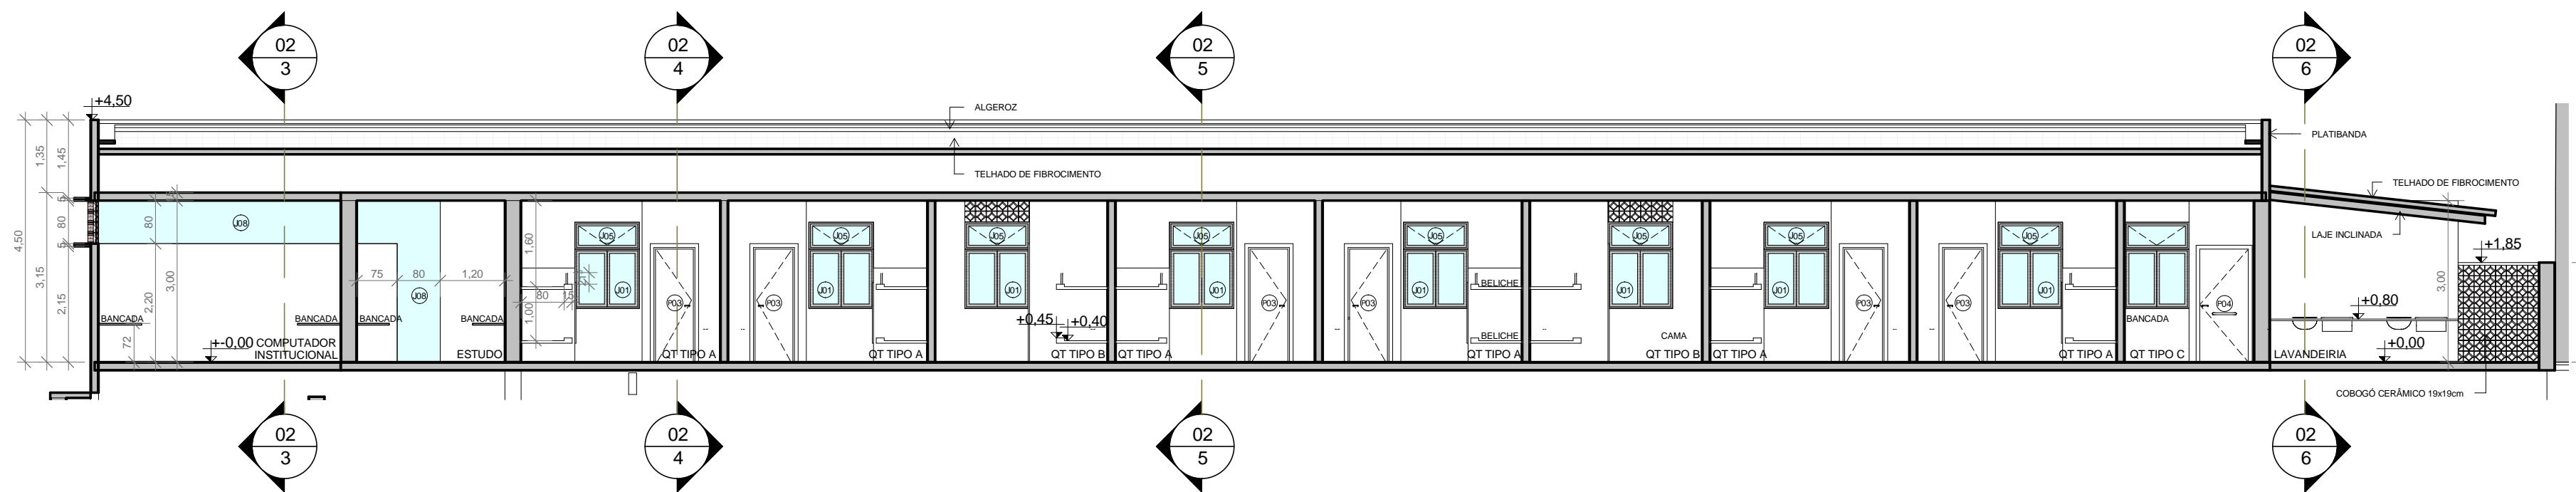 02
3
02
4
02
5
02
6
+4,50
ALGEROZ
PLATIBANDA
TELHADO DE FIBROCIMENTO
TELHADO DE FIBROCIMENTO
LAJE INCLINADA
4,50
1,35
3,15
1,45
5
80
5
2,15
80
2,20
3,00
72
J08
75
80
1,20
J08
1,60
1,00
80
15
J05
J05
J05
J05
J05
J05
J05
J05
J01
J01
J01
J01
J01
J01
J01
J01
P03
P03
P03
P03
P03
P03
P04
BANCADA
BANCADA
BANCADA
BANCADA
BELICHE
BELICHE
CAMA
BANCADA
+0,45
+0,40
+1,85
+0,80
+0,00
3,00
+-0,00 COMPUTADOR
INSTITUCIONAL
ESTUDO
QT TIPO A
QT TIPO A
QT TIPO B
QT TIPO A
QT TIPO A
QT TIPO B
QT TIPO A
QT TIPO A
QT TIPO C
LAVANDEIRIA
COBOGÓ CERÂMICO 19x19cm
02
3
02
4
02
5
02
6